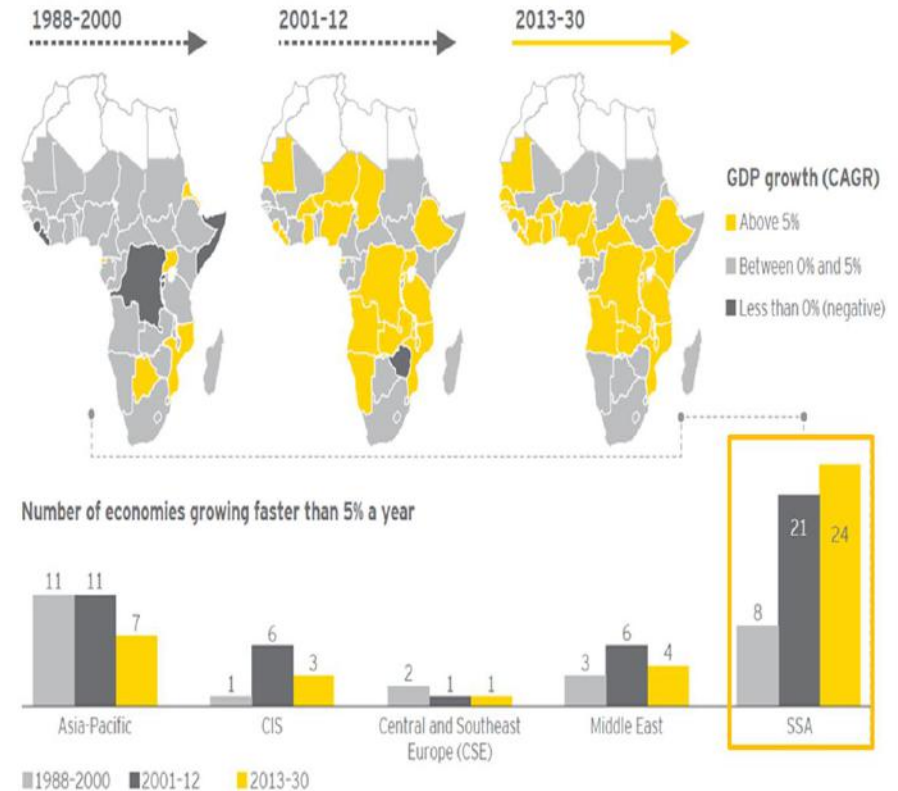 1988-2000
2001-12
2013-30
GDP growth (CAGR)
Above 5%
Between 0% and 5%
Less than 0% (negative)
Number of economies growing faster than 5% a year
11 11 7
1 6 3
2 1 1
3 6 4
8 21 24
Asia-Pacific
CIS
Central and Southeast
Europe (CSE)
Middle East
SSA
1988-2000 2001-12 2013-30